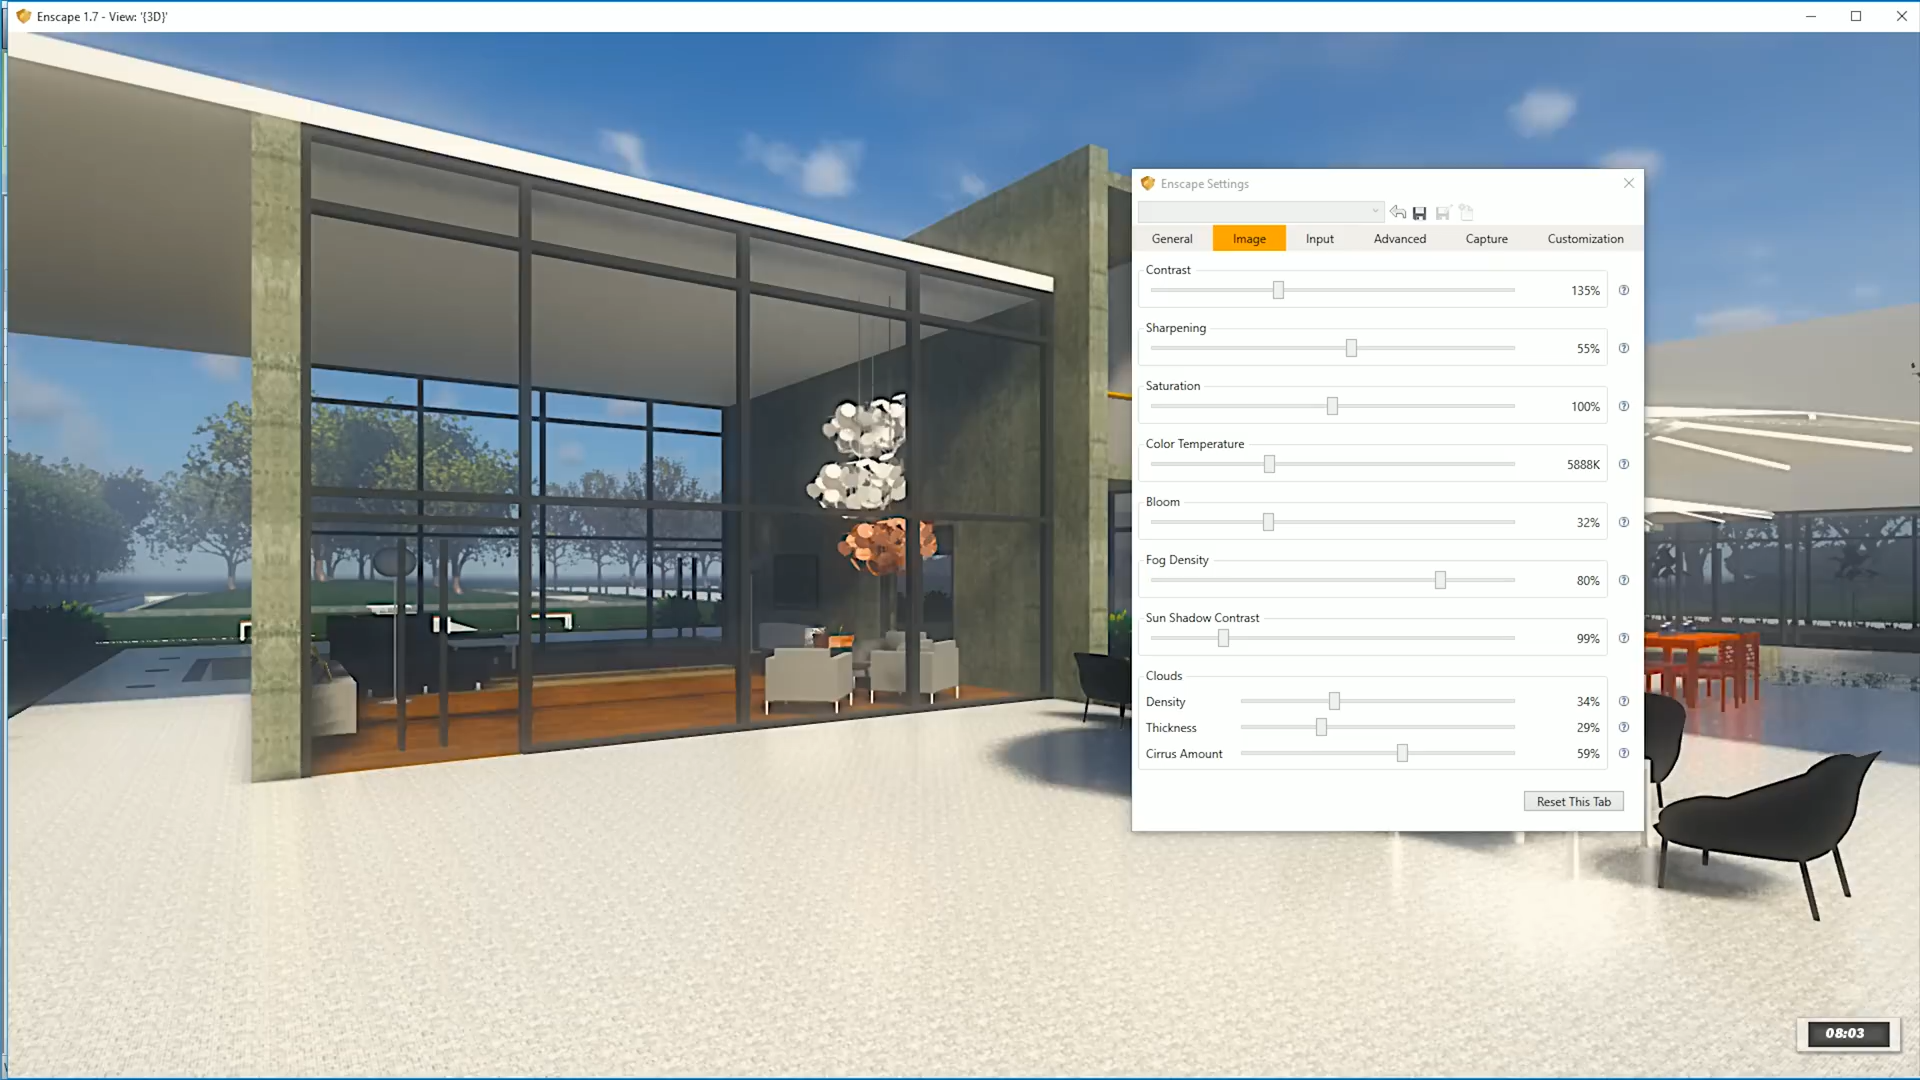 Enscape 1.7 - View: '{3D}'
Enscape Settings
General Image Input Advanced Capture Customization
Contrast
135%
Sharpening
55%
Saturation
100%
Color Temperature
5888K
Bloom
32%
Fog Density
80%
Sun Shadow Contrast
99%
Clouds
Density 34%
Thickness 29%
Cirrus Amount 59%
Reset This Tab
08:03